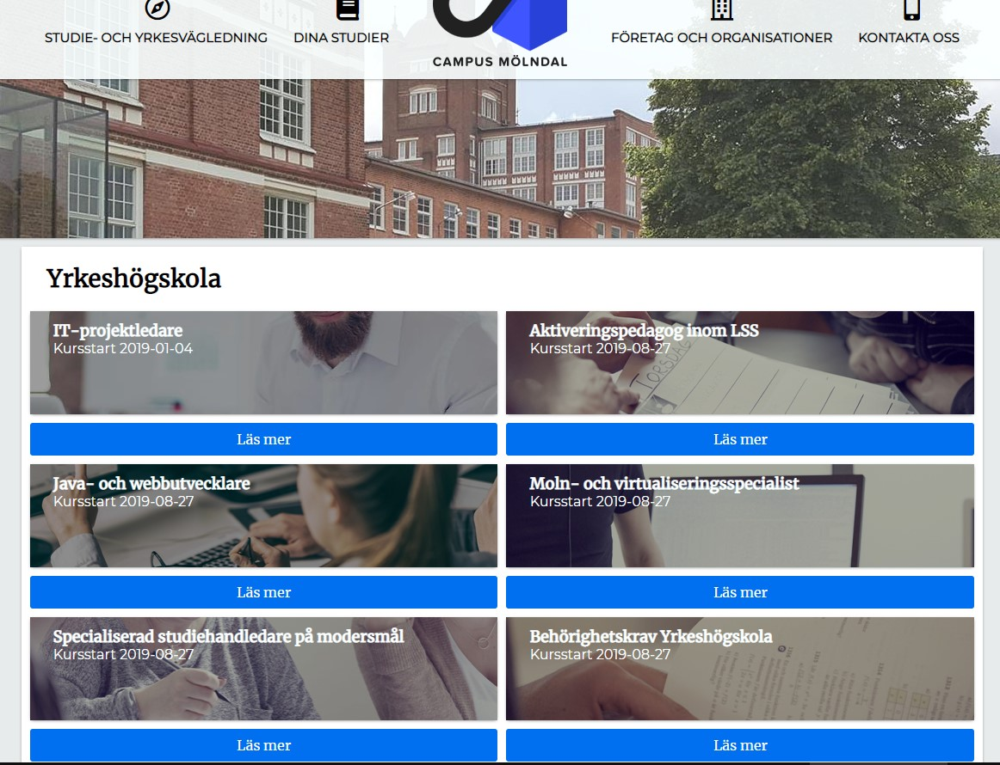 STUDIE- OCH YRKESVÄGLEDNING
DINA STUDIER
CAMPUS MÖLNDAL
FÖRETAG OCH ORGANISATIONER
KONTAKTA OSS
Yrkeshögskola
IT-projektledare
Kursstart 2019-01-04
Läs mer
Aktiveringspedagog inom LSS
Kursstart 2019-08-27
TORSDAG
Läs mer
Java- och webbutvecklare
Kursstart 2019-08-27
Läs mer
Moln- och virtualiseringsspecialist
Kursstart 2019-08-27
Läs mer
Specialiserad studiehandledare på modersmål
Kursstart 2019-08-27
Läs mer
Behörighetskrav Yrkeshögskola
Kursstart 2019-08-27
Läs mer